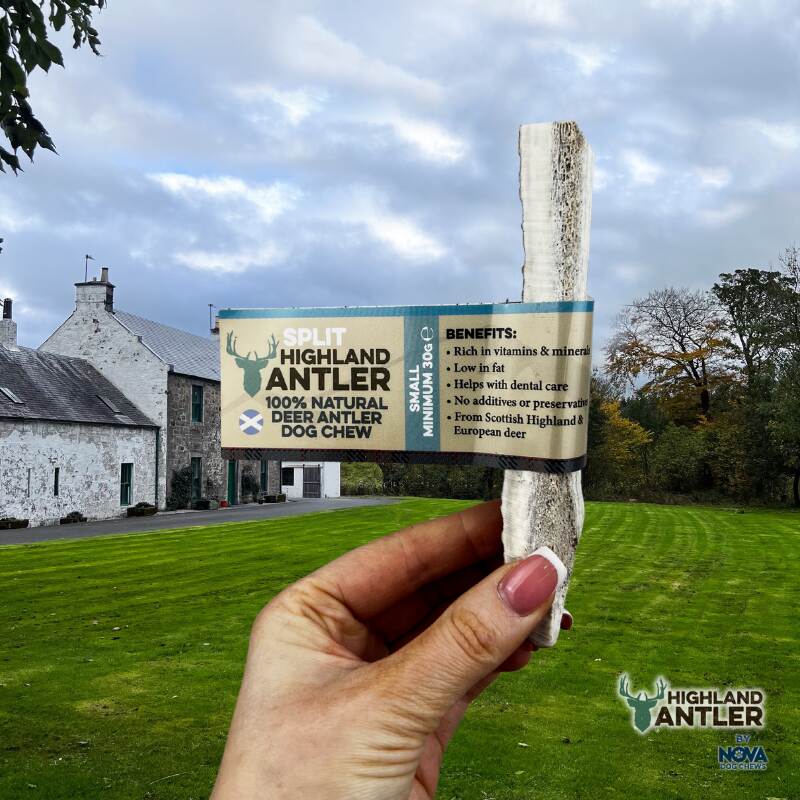 SPLIT
HIGHLAND
ANTLER
100% NATURAL
DEER ANTLER
DOG CHEW
SMALL
MINIMUM 30G ℮
BENEFITS:
• Rich in vitamins & minerals
• Low in fat
• Helps with dental care
• No additives or preservative
• From Scottish Highland &
European deer
HIGHLAND
ANTLER
BY
NOVA
DOG CHEWS